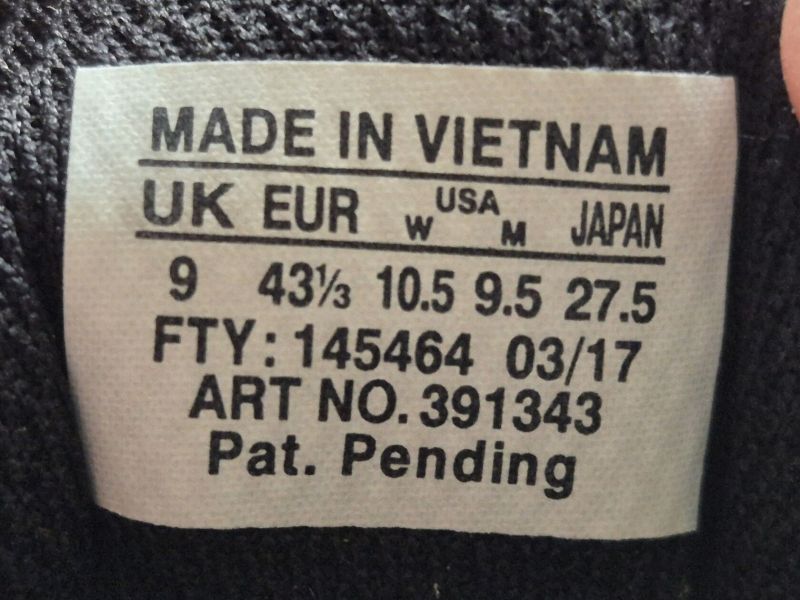 MADE IN VIETNAM
UK EUR W USA M JAPAN
9 43⅓ 10.5 9.5 27.5
FTY: 145464 03/17
ART NO. 391343
Pat. Pending